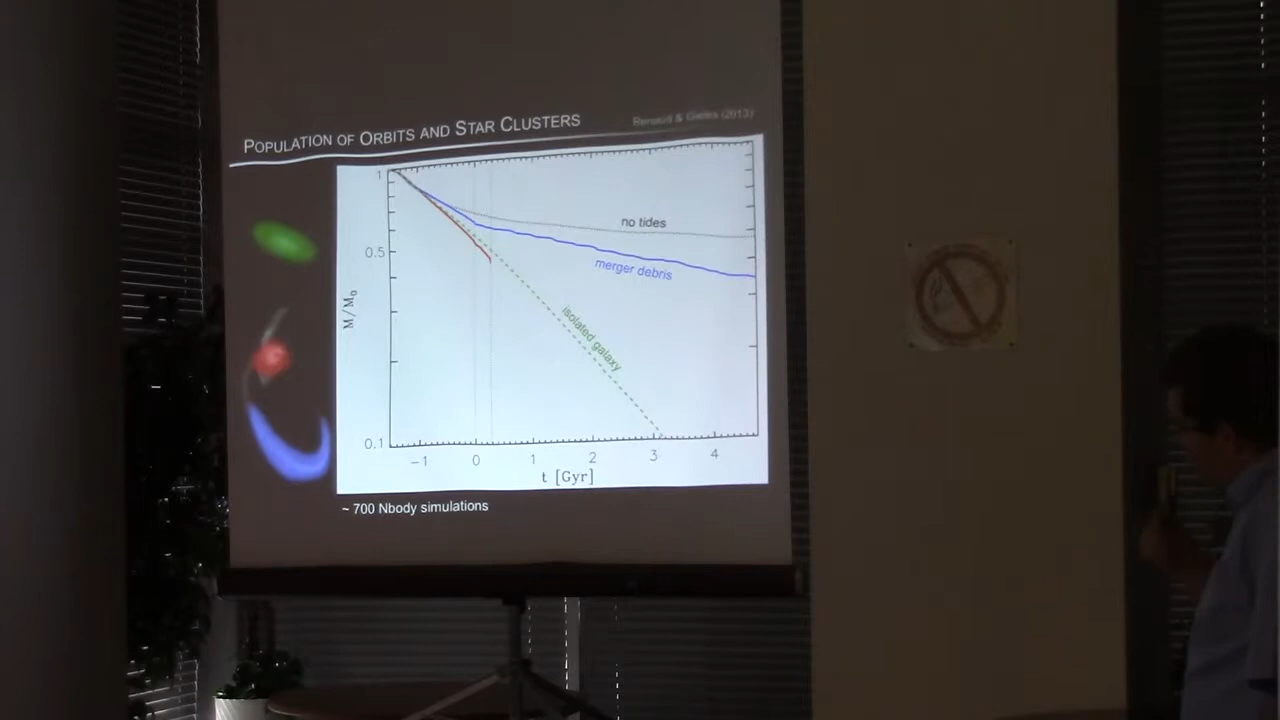 POPULATION OF ORBITS AND STAR CLUSTERS
Renaud & Gieles (2013)
1
0.5
0.1
M/M0
no tides
merger debris
isolated galaxy
−1 0 1 2 3 4
t [Gyr]
~ 700 Nbody simulations